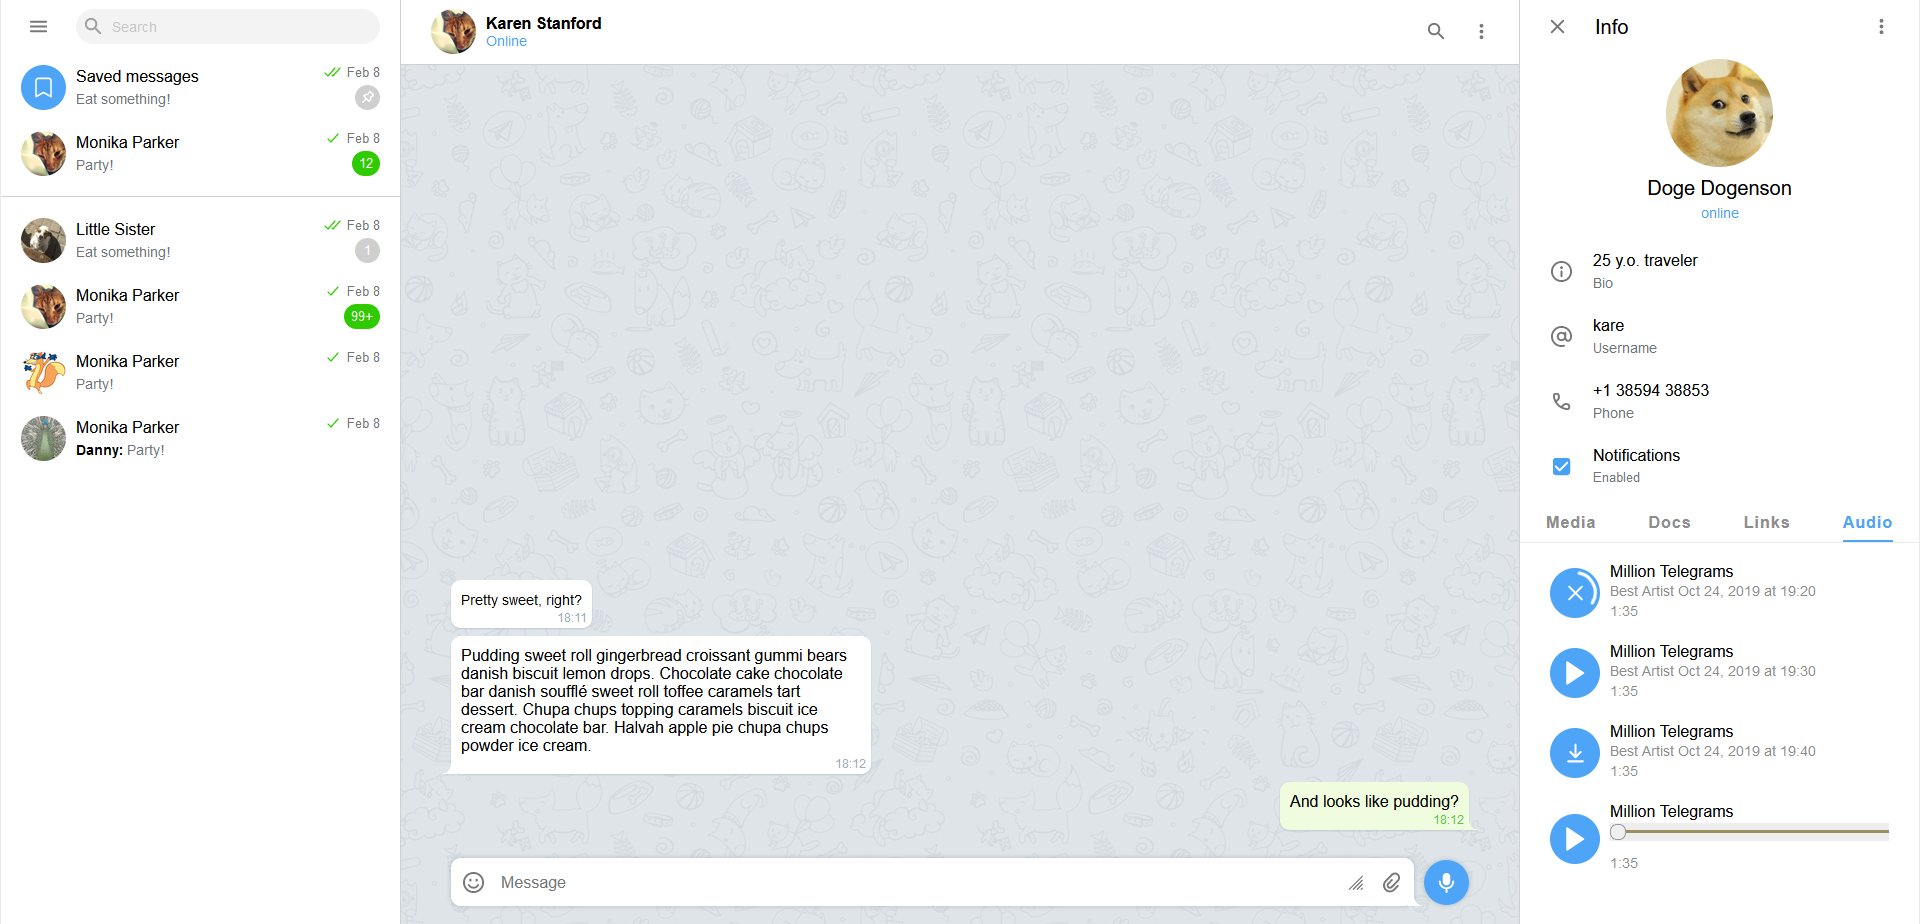 Search
Saved messages
Feb 8
Eat something!
Monika Parker
Feb 8
Party!
12
Little Sister
Feb 8
Eat something!
1
Monika Parker
Feb 8
Party!
99+
Monika Parker
Feb 8
Party!
Monika Parker
Feb 8
Danny: Party!
Karen Stanford
Online
Pretty sweet, right?
18:11
Pudding sweet roll gingerbread croissant gummi bears
danish biscuit lemon drops. Chocolate cake chocolate
bar danish soufflé sweet roll toffee caramels tart
dessert. Chupa chups topping caramels biscuit ice
cream chocolate bar. Halvah apple pie chupa chups
powder ice cream.
18:12
And looks like pudding?
18:12
Message
Info
Doge Dogenson
online
25 y.o. traveler
Bio
kare
Username
+1 38594 38853
Phone
Notifications
Enabled
Media Docs Links Audio
Million Telegrams
Best Artist Oct 24, 2019 at 19:20
1:35
Million Telegrams
Best Artist Oct 24, 2019 at 19:30
1:35
Million Telegrams
Best Artist Oct 24, 2019 at 19:40
1:35
Million Telegrams
1:35